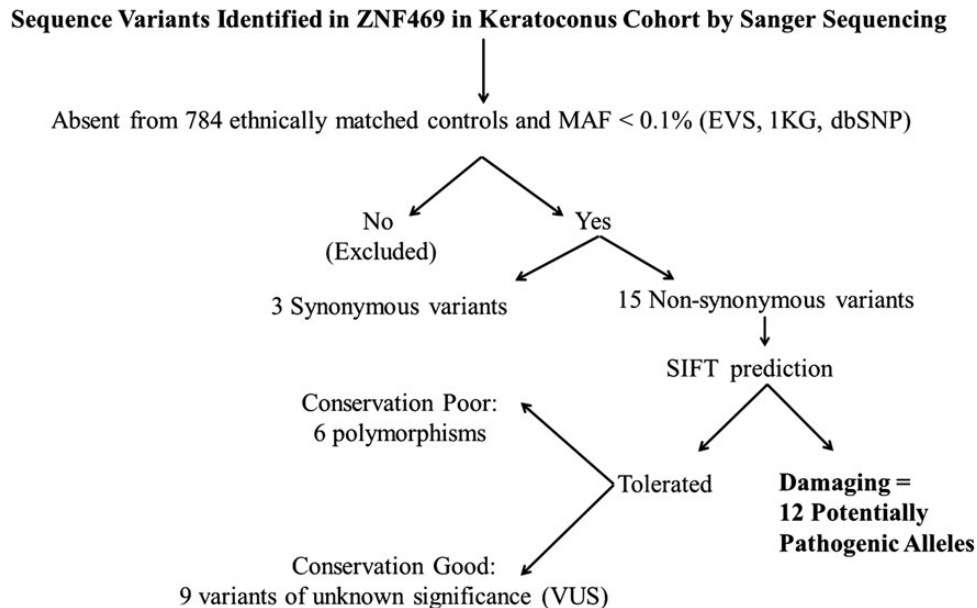 Sequence Variants Identified in ZNF469 in Keratoconus Cohort by Sanger Sequencing
Absent from 784 ethnically matched controls and MAF < 0.1% (EVS, 1KG, dbSNP)
No
(Excluded)
Yes
3 Synonymous variants
15 Non-synonymous variants
SIFT prediction
Conservation Poor:
6 polymorphisms
Tolerated
Damaging =
12 Potentially
Pathogenic Alleles
Conservation Good:
9 variants of unknown significance (VUS)